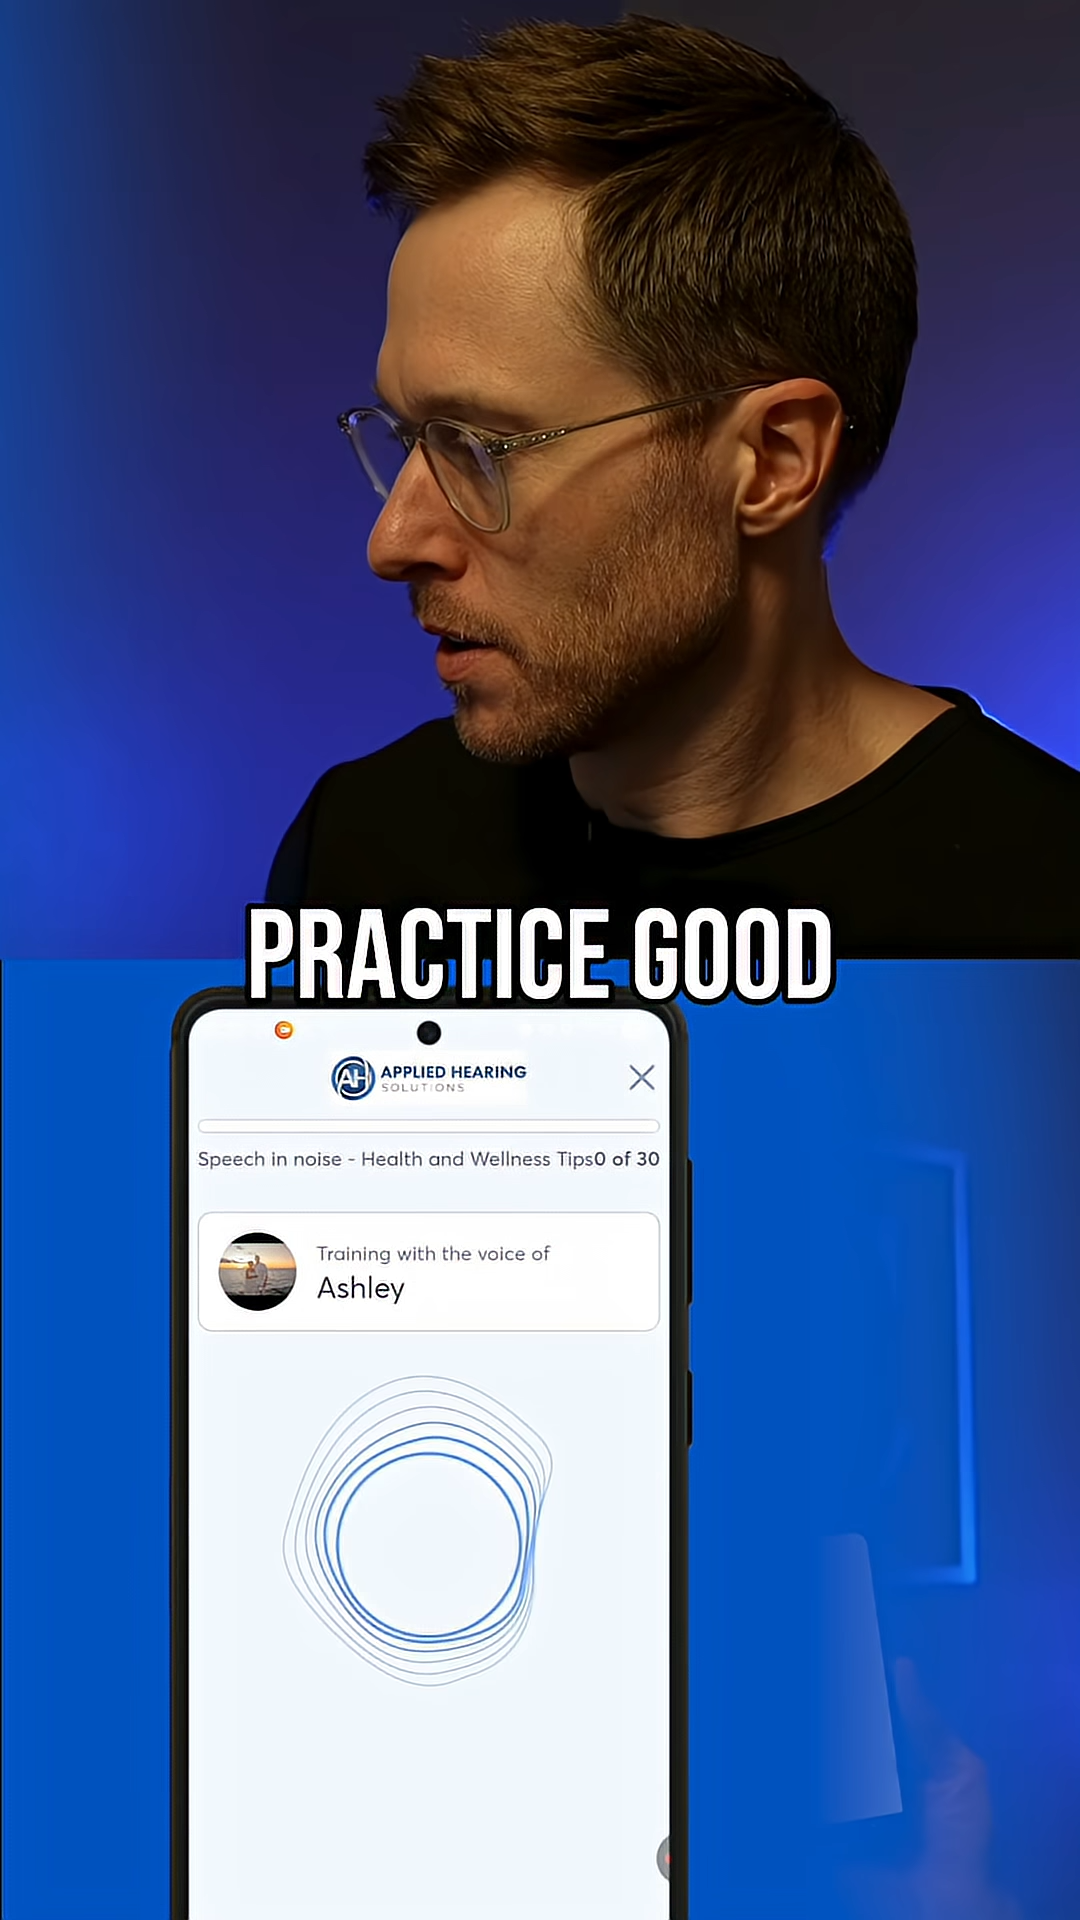 PRACTICE GOOD
AH APPLIED HEARING
SOLUTIONS
Speech in noise - Health and Wellness Tips0 of 30
Training with the voice of
Ashley